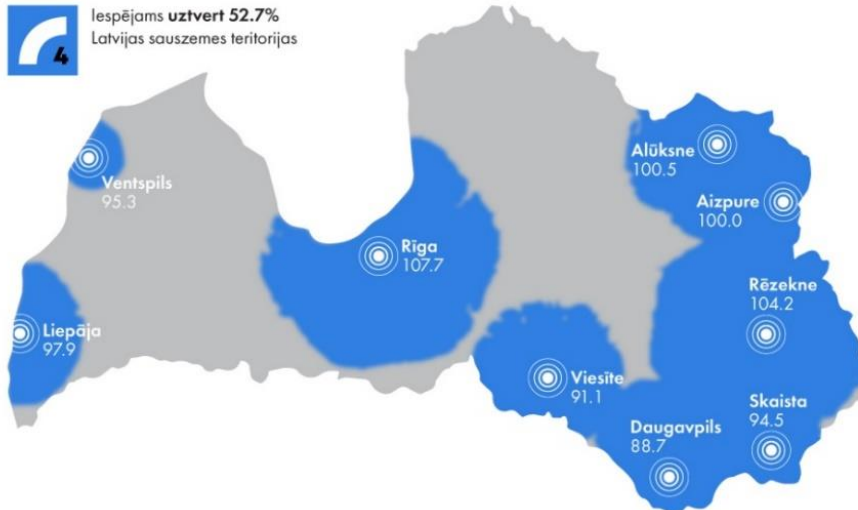 4
Iespējams uztvert 52.7%
Latvijas sauszemes teritorijas
Alūksne
100.5
Ventspils
95.3
Aizpure
100.0
Rīga
107.7
Rēzekne
104.2
Liepāja
97.9
Viesīte
91.1
Skaista
94.5
Daugavpils
88.7